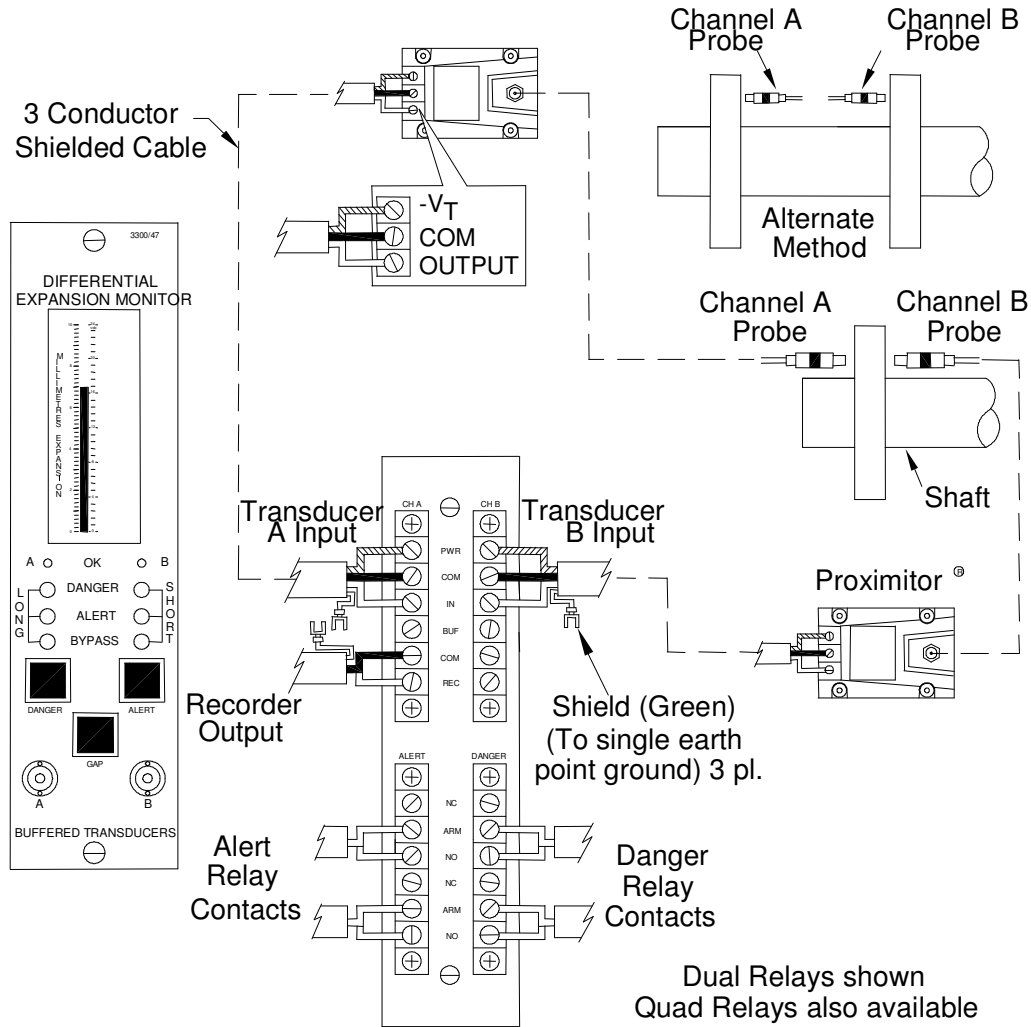 Channel A
Probe
Channel B
Probe
3 Conductor
Shielded Cable
-VT
COM
OUTPUT
Alternate
Method
3300/47
DIFFERENTIAL
EXPANSION MONITOR
MILLIMETRES EXPANSTION
Channel A
Probe
Channel B
Probe
Shaft
A
OK
B
LONG
DANGER
ALERT
BYPASS
SHORT
DANGER
ALERT
GAP
A
B
BUFFERED TRANSDUCERS
Transducer
A Input
Transducer
B Input
CH A
CH B
PWR
COM
IN
BUF
COM
REC
Recorder
Output
Proximitor ®
Shield (Green)
(To single earth
point ground) 3 pl.
ALERT
DANGER
NC
ARM
NO
NC
ARM
NO
Alert
Relay
Contacts
Danger
Relay
Contacts
Dual Relays shown
Quad Relays also available